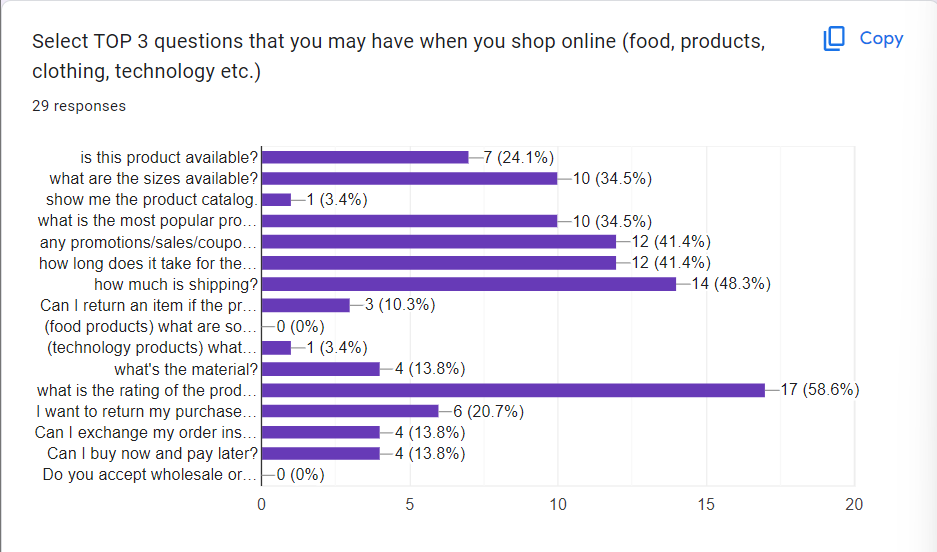 Select TOP 3 questions that you may have when you shop online (food, products,
clothing, technology etc.)
Copy
29 responses
is this product available? 7 (24.1%)
what are the sizes available? 10 (34.5%)
show me the product catalog. 1 (3.4%)
what is the most popular pro... 10 (34.5%)
any promotions/sales/coupo... 12 (41.4%)
how long does it take for the... 12 (41.4%)
how much is shipping? 14 (48.3%)
Can I return an item if the pr... 3 (10.3%)
(food products) what are so... 0 (0%)
(technology products) what... 1 (3.4%)
what's the material? 4 (13.8%)
what is the rating of the prod... 17 (58.6%)
I want to return my purchase... 6 (20.7%)
Can I exchange my order ins... 4 (13.8%)
Can I buy now and pay later? 4 (13.8%)
Do you accept wholesale or... 0 (0%)
0 5 10 15 20